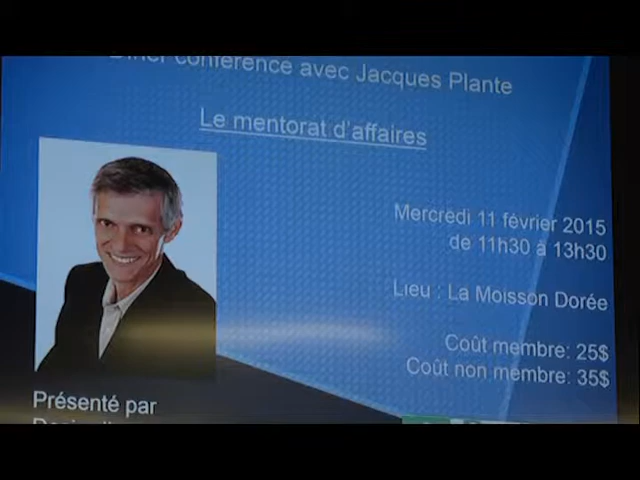 Dîner conférence avec Jacques Plante
Le mentorat d'affaires
Mercredi 11 février 2015
de 11h30 à 13h30
Lieu : La Moisson Dorée
Coût membre: 25$
Coût non membre: 35$
Présenté par